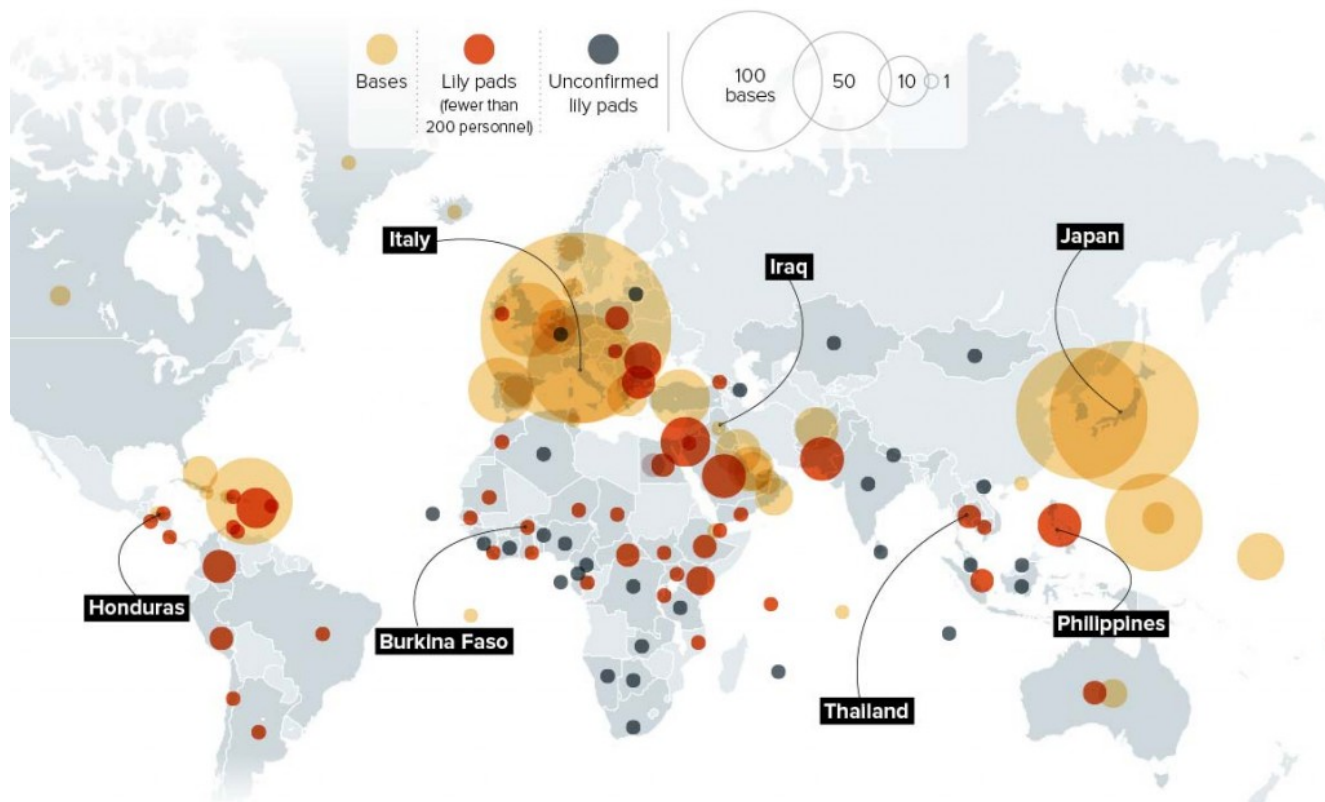 Bases
Lily pads
(fewer than
200 personnel)
Unconfirmed
lily pads
100
bases
50
10
1
Italy
Iraq
Japan
Honduras
Burkina Faso
Thailand
Philippines